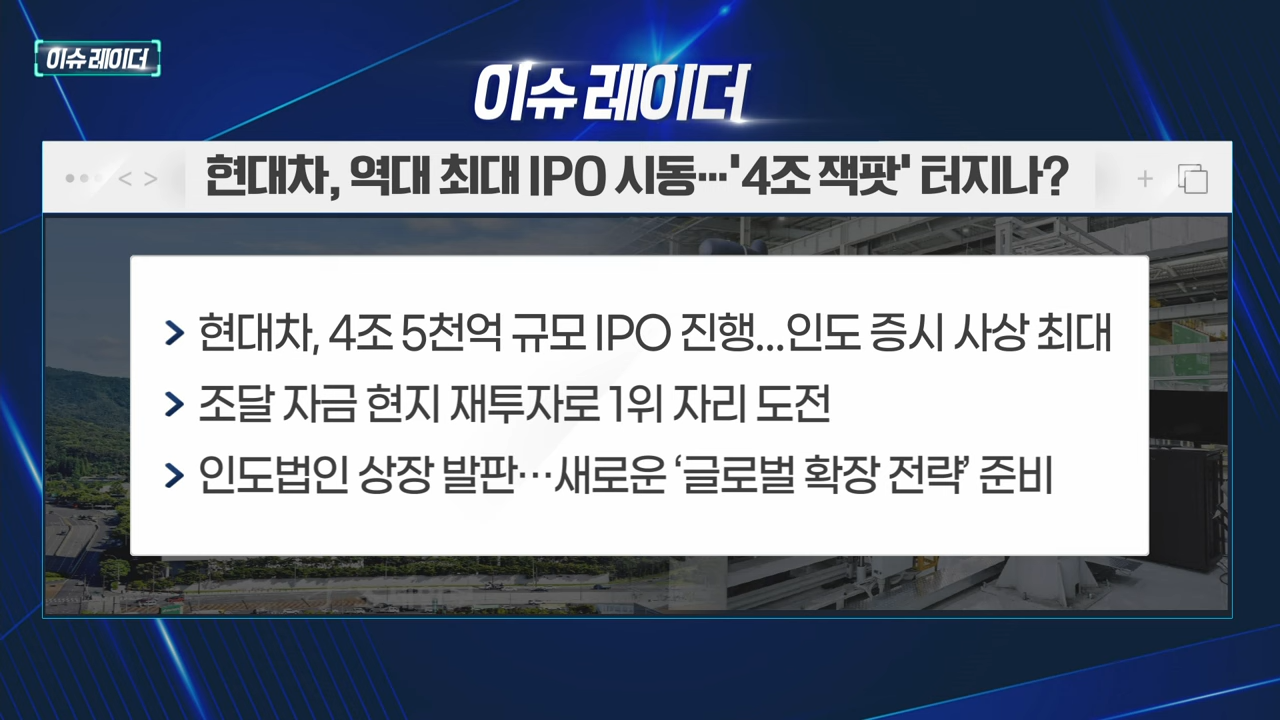 이슈 레이더
이슈 레이더
현대차, 역대 최대 IPO 시동…'4조 잭팟' 터지나?
현대차, 4조 5천억 규모 IPO 진행...인도 증시 사상 최대
조달 자금 현지 재투자로 1위 자리 도전
인도법인 상장 발판…새로운 ‘글로벌 확장 전략’ 준비